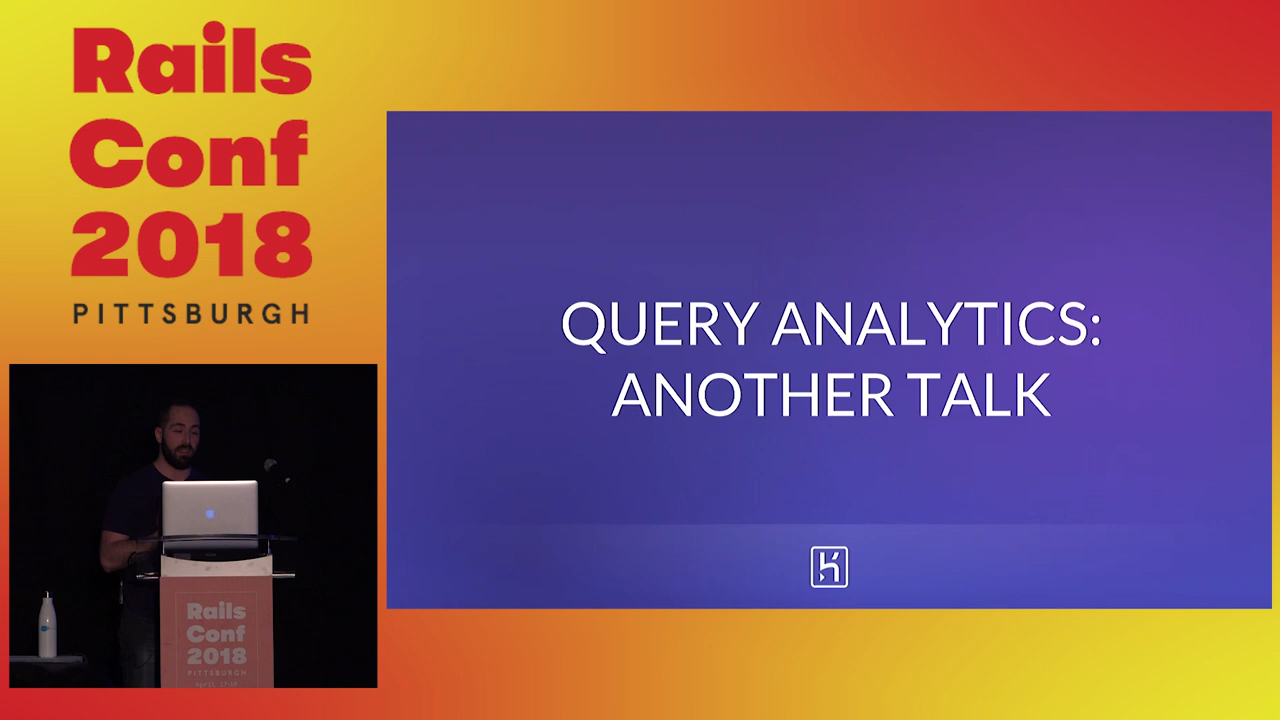 Rails
Conf
2018
PITTSBURGH
QUERY ANALYTICS:
ANOTHER TALK
Rails
Conf
2018
PITTSBURGH